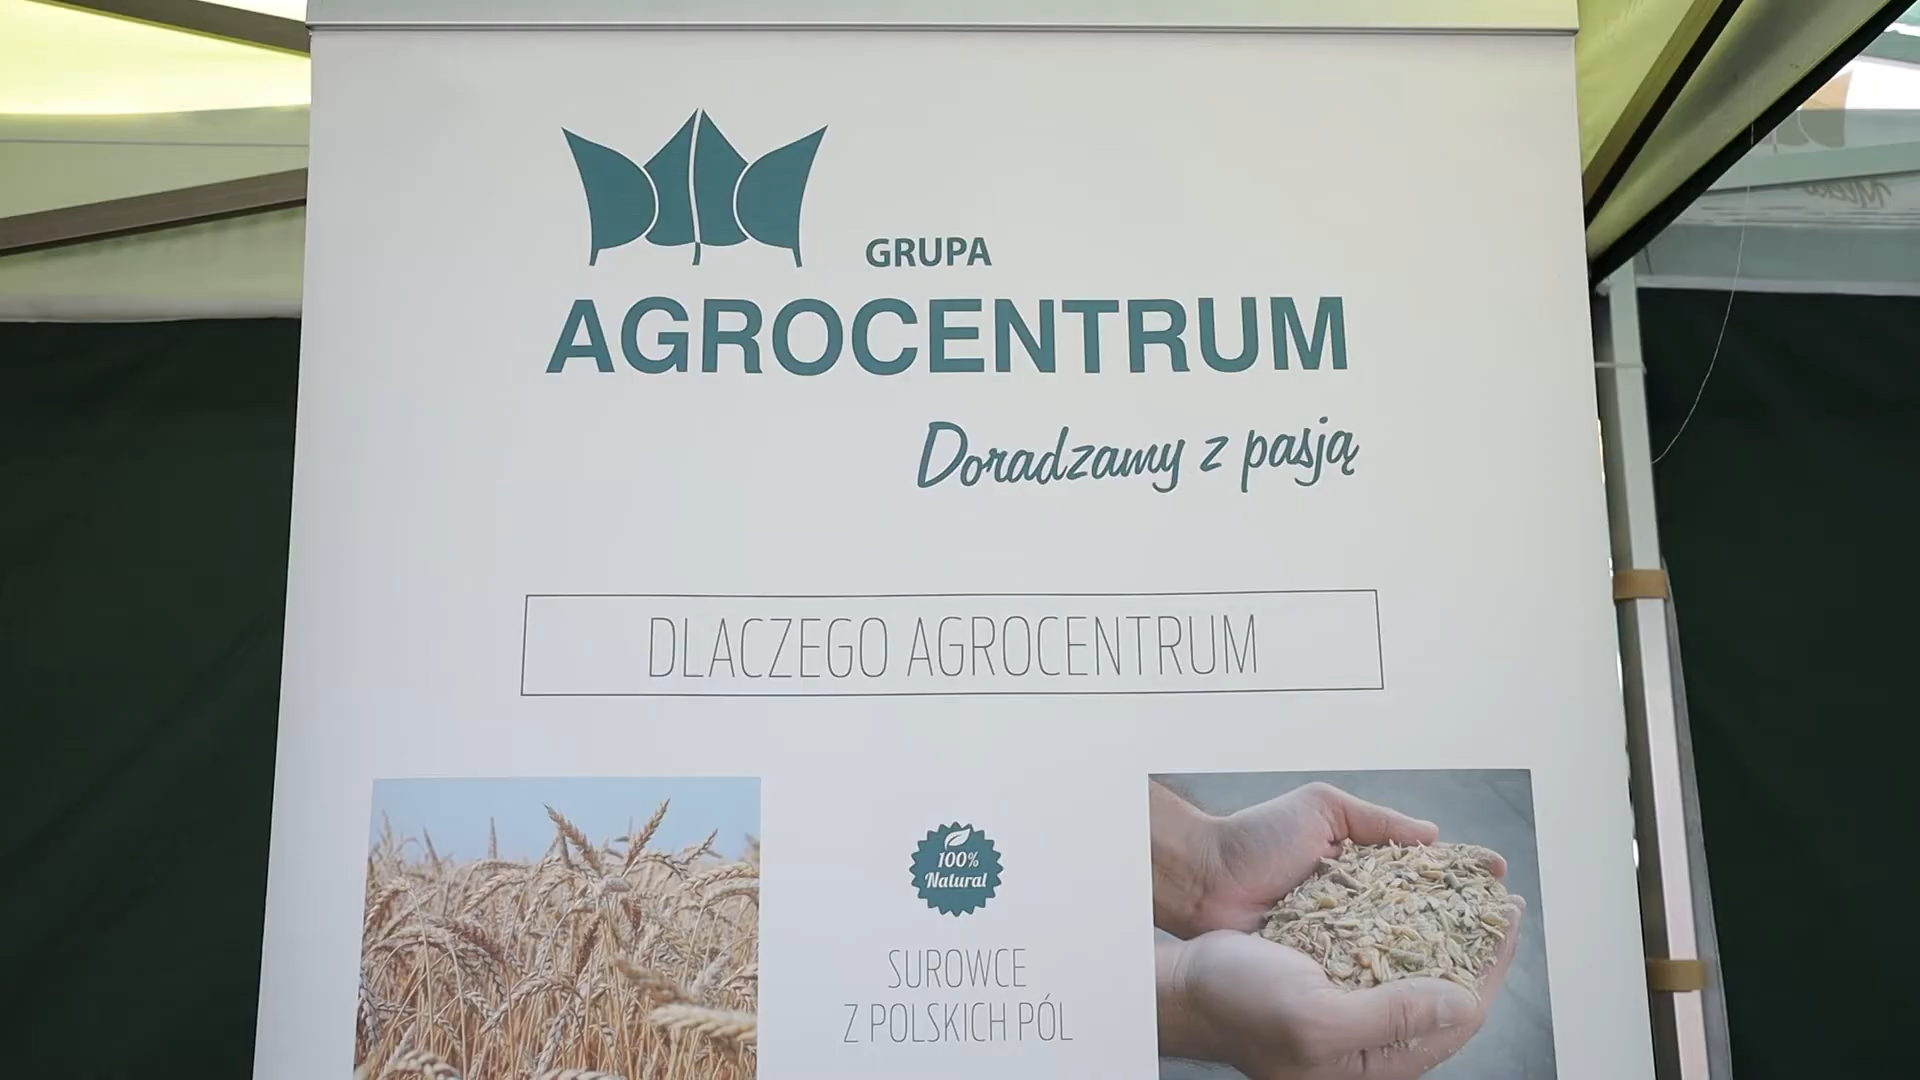 GRUPA
AGROCENTRUM
Doradzamy z pasją
DLACZEGO AGROCENTRUM
100%
Natural
SUROWCE
Z POLSKICH PÓL